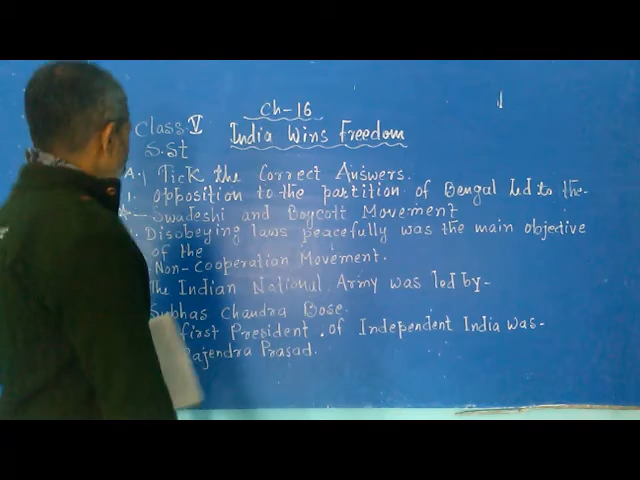 Ch-16
Class. V India Wins Freedom
S.St
A.) Tick the Correct Answers.
1. Opposition to the partition of Bengal led to the-
Swadeshi and Boycott Movement
Disobeying laws peacefully was the main objective
of the
Non-Cooperation Movement.
The Indian National Army was led by-
Subhas Chandra Bose.
first President of Independent India was-
Rajendra Prasad.